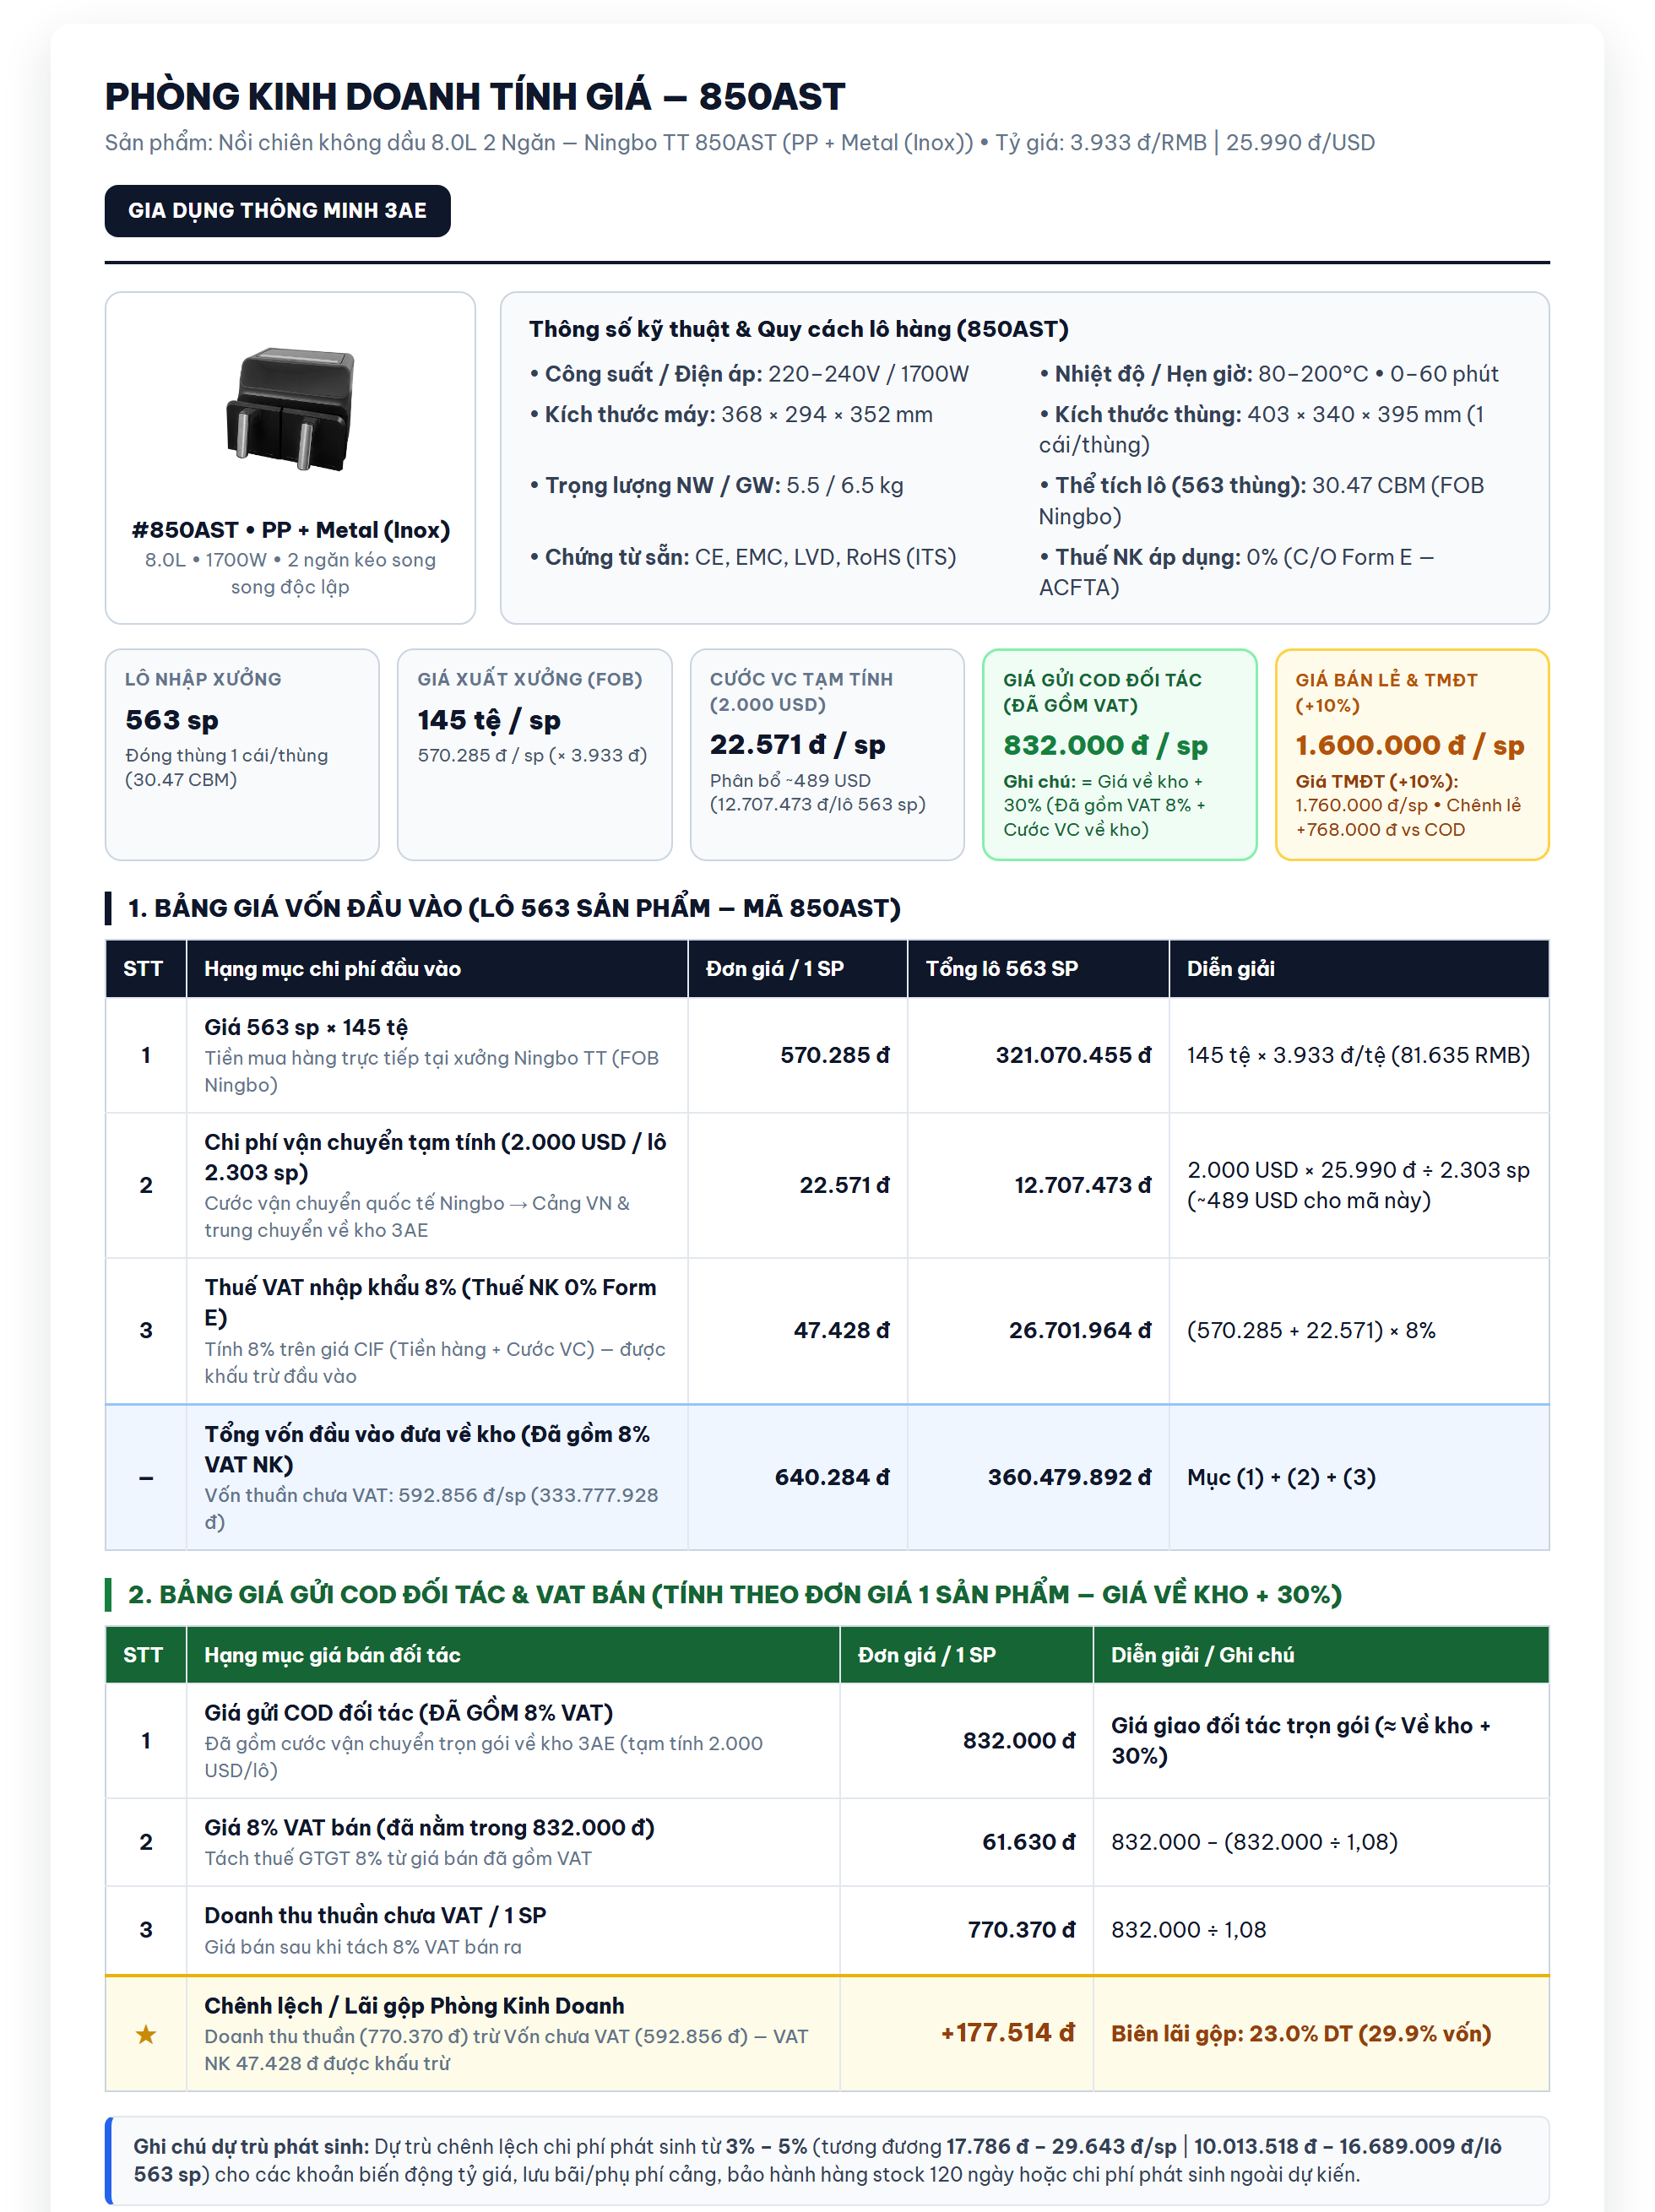 PHÒNG KINH DOANH TÍNH GIÁ — 850AST
Sản phẩm: Nồi chiên không dầu 8.0L 2 Ngăn — Ningbo TT 850AST (PP + Metal (Inox)) • Tỷ giá: 3.933 đ/RMB | 25.990 đ/USD
GIA DỤNG THÔNG MINH 3AE
#850AST • PP + Metal (Inox)
8.0L • 1700W • 2 ngăn kéo song
song độc lập
Thông số kỹ thuật & Quy cách lô hàng (850AST)
• Công suất / Điện áp: 220–240V / 1700W
• Nhiệt độ / Hẹn giờ: 80–200°C • 0–60 phút
• Kích thước máy: 368 × 294 × 352 mm
• Kích thước thùng: 403 × 340 × 395 mm (1
cái/thùng)
• Trọng lượng NW / GW: 5.5 / 6.5 kg
• Thể tích lô (563 thùng): 30.47 CBM (FOB
Ningbo)
• Chứng từ sẵn: CE, EMC, LVD, RoHS (ITS)
• Thuế NK áp dụng: 0% (C/O Form E —
ACFTA)
LÔ NHẬP XƯỞNG
563 sp
Đóng thùng 1 cái/thùng
(30.47 CBM)
GIÁ XUẤT XƯỞNG (FOB)
145 tệ / sp
570.285 đ / sp (× 3.933 đ)
CƯỚC VC TẠM TÍNH
(2.000 USD)
22.571 đ / sp
Phân bổ ~489 USD
(12.707.473 đ/lô 563 sp)
GIÁ GỬI COD ĐỐI TÁC
(ĐÃ GỒM VAT)
832.000 đ / sp
Ghi chú: = Giá về kho +
30% (Đã gồm VAT 8% +
Cước VC về kho)
GIÁ BÁN LẺ & TMĐT
(+10%)
1.600.000 đ / sp
Giá TMĐT (+10%):
1.760.000 đ/sp • Chênh lẻ
+768.000 đ vs COD
1. BẢNG GIÁ VỐN ĐẦU VÀO (LÔ 563 SẢN PHẨM — MÃ 850AST)
STT Hạng mục chi phí đầu vào Đơn giá / 1 SP Tổng lô 563 SP Diễn giải
1 Giá 563 sp × 145 tệ 570.285 đ 321.070.455 đ 145 tệ × 3.933 đ/tệ (81.635 RMB)
Tiền mua hàng trực tiếp tại xưởng Ningbo TT (FOB
Ningbo)
Chi phí vận chuyển tạm tính (2.000 USD / lô
2.303 sp)
2 22.571 đ 12.707.473 đ 2.000 USD × 25.990 đ ÷ 2.303 sp
(~489 USD cho mã này)
Cước vận chuyển quốc tế Ningbo → Cảng VN &
trung chuyển về kho 3AE
Thuế VAT nhập khẩu 8% (Thuế NK 0% Form
E)
3 47.428 đ 26.701.964 đ (570.285 + 22.571) × 8%
Tính 8% trên giá CIF (Tiền hàng + Cước VC) — được
khấu trừ đầu vào
Tổng vốn đầu vào đưa về kho (Đã gồm 8%
VAT NK)
— 640.284 đ 360.479.892 đ Mục (1) + (2) + (3)
Vốn thuần chưa VAT: 592.856 đ/sp (333.777.928
đ)
2. BẢNG GIÁ GỬI COD ĐỐI TÁC & VAT BÁN (TÍNH THEO ĐƠN GIÁ 1 SẢN PHẨM — GIÁ VỀ KHO + 30%)
STT Hạng mục giá bán đối tác Đơn giá / 1 SP Diễn giải / Ghi chú
1 Giá gửi COD đối tác (ĐÃ GỒM 8% VAT) 832.000 đ Giá giao đối tác trọn gói (≈ Về kho +
30%)
Đã gồm cước vận chuyển trọn gói về kho 3AE (tạm tính 2.000
USD/lô)
2 Giá 8% VAT bán (đã nằm trong 832.000 đ) 61.630 đ 832.000 – (832.000 ÷ 1,08)
Tách thuế GTGT 8% từ giá bán đã gồm VAT
3 Doanh thu thuần chưa VAT / 1 SP 770.370 đ 832.000 ÷ 1,08
Giá bán sau khi tách 8% VAT bán ra
★ Chênh lệch / Lãi gộp Phòng Kinh Doanh +177.514 đ Biên lãi gộp: 23.0% DT (29.9% vốn)
Doanh thu thuần (770.370 đ) trừ Vốn chưa VAT (592.856 đ) — VAT
NK 47.428 đ được khấu trừ
Ghi chú dự trù phát sinh: Dự trù chênh lệch chi phí phát sinh từ 3% – 5% (tương đương 17.786 đ – 29.643 đ/sp | 10.013.518 đ – 16.689.009 đ/lô
563 sp) cho các khoản biến động tỷ giá, lưu bãi/phụ phí cảng, bảo hành hàng stock 120 ngày hoặc chi phí phát sinh ngoài dự kiến.